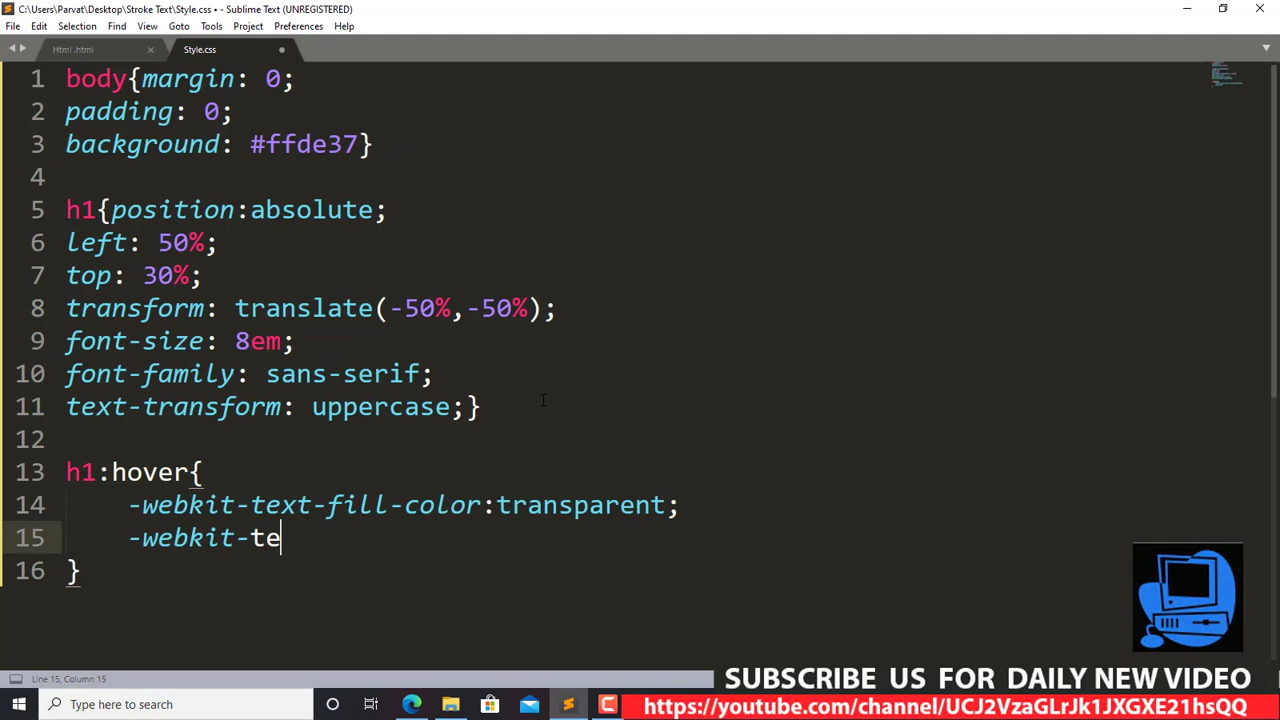 C:\Users\Parvat\Desktop\Stroke Text\Style.css • - Sublime Text (UNREGISTERED)
File Edit Selection Find View Goto Tools Project Preferences Help
Html .html
Style.css
1 body{margin: 0;
2 padding: 0;
3 background: #ffde37}
4
5 h1{position:absolute;
6 left: 50%;
7 top: 30%;
8 transform: translate(-50%,-50%);
9 font-size: 8em;
10 font-family: sans-serif;
11 text-transform: uppercase;}
12
13 h1:hover{
14 -webkit-text-fill-color:transparent;
15 -webkit-te
16 }
Line 15, Column 15
SUBSCRIBE US FOR DAILY NEW VIDEO
Type here to search
https://youtube.com/channel/UCJ2VzaGLrJk1JXGXE21hsQQ